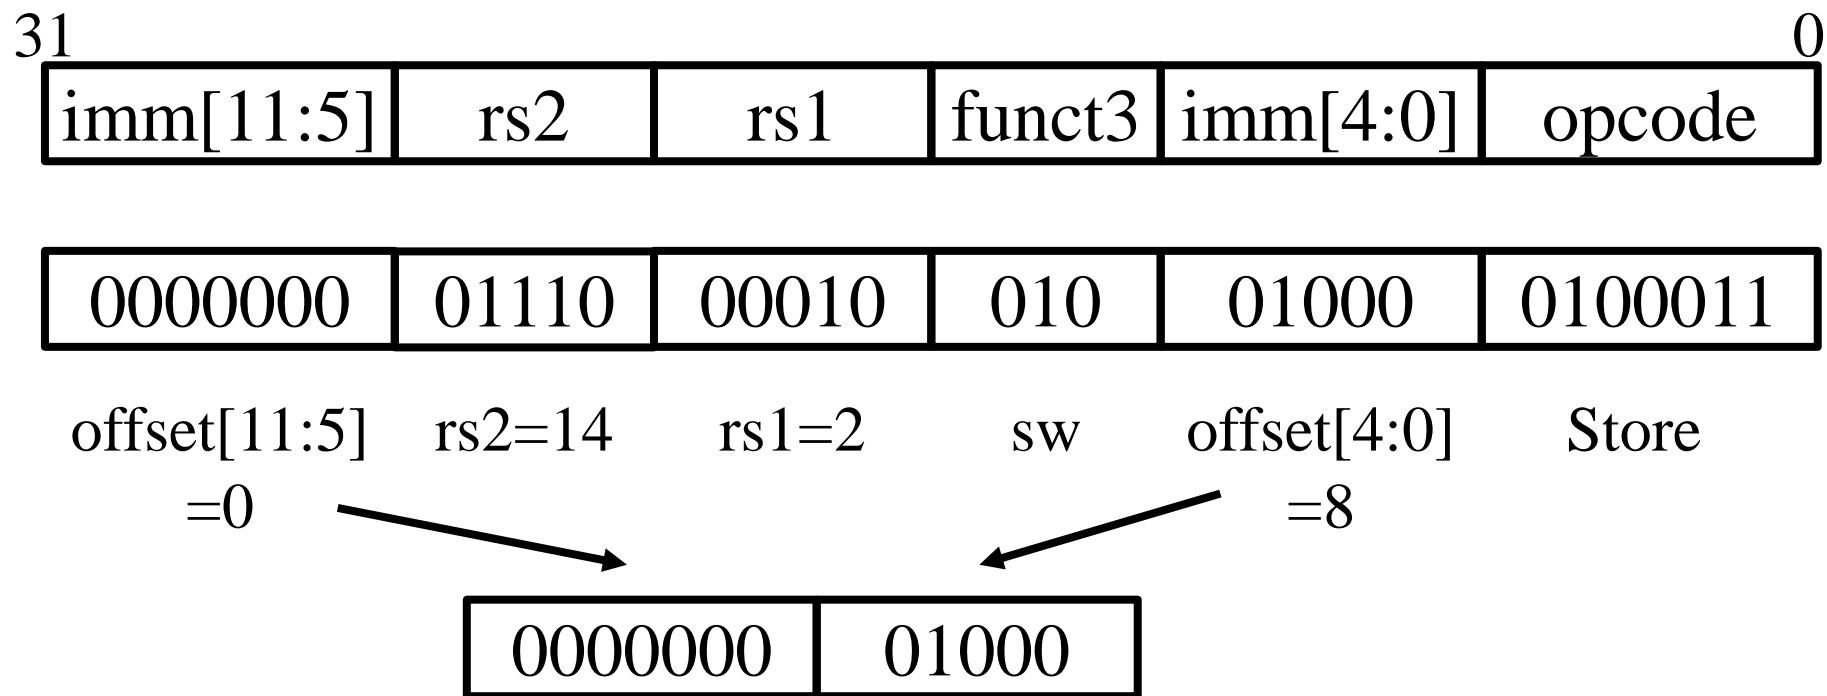 31 0
imm[11:5] rs2 rs1 funct3 imm[4:0] opcode
0000000 01110 00010 010 01000 0100011
offset[11:5] rs2=14 rs1=2 sw offset[4:0] Store
=0 =8
0000000 01000